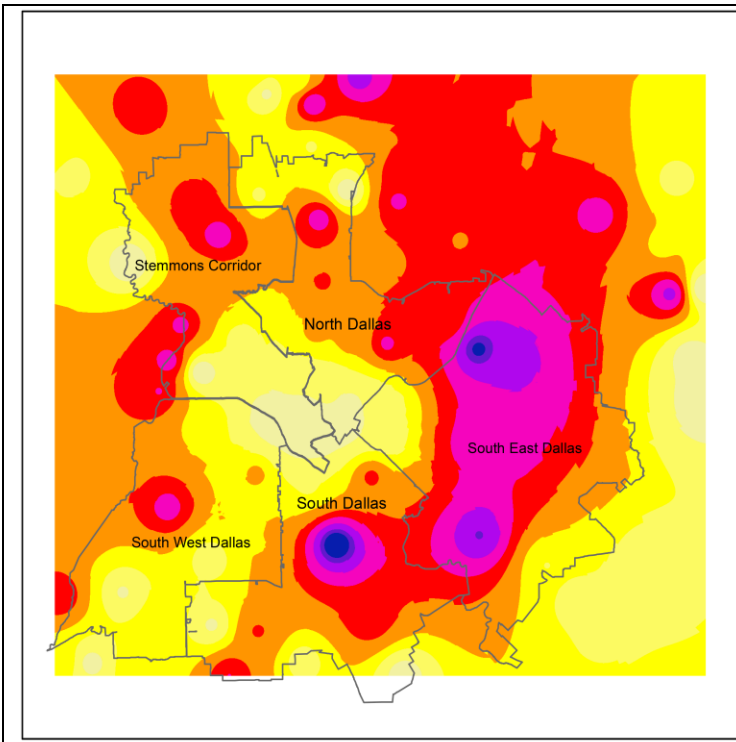 Stemmons Corridor
North Dallas
South East Dallas
South Dallas
South West Dallas